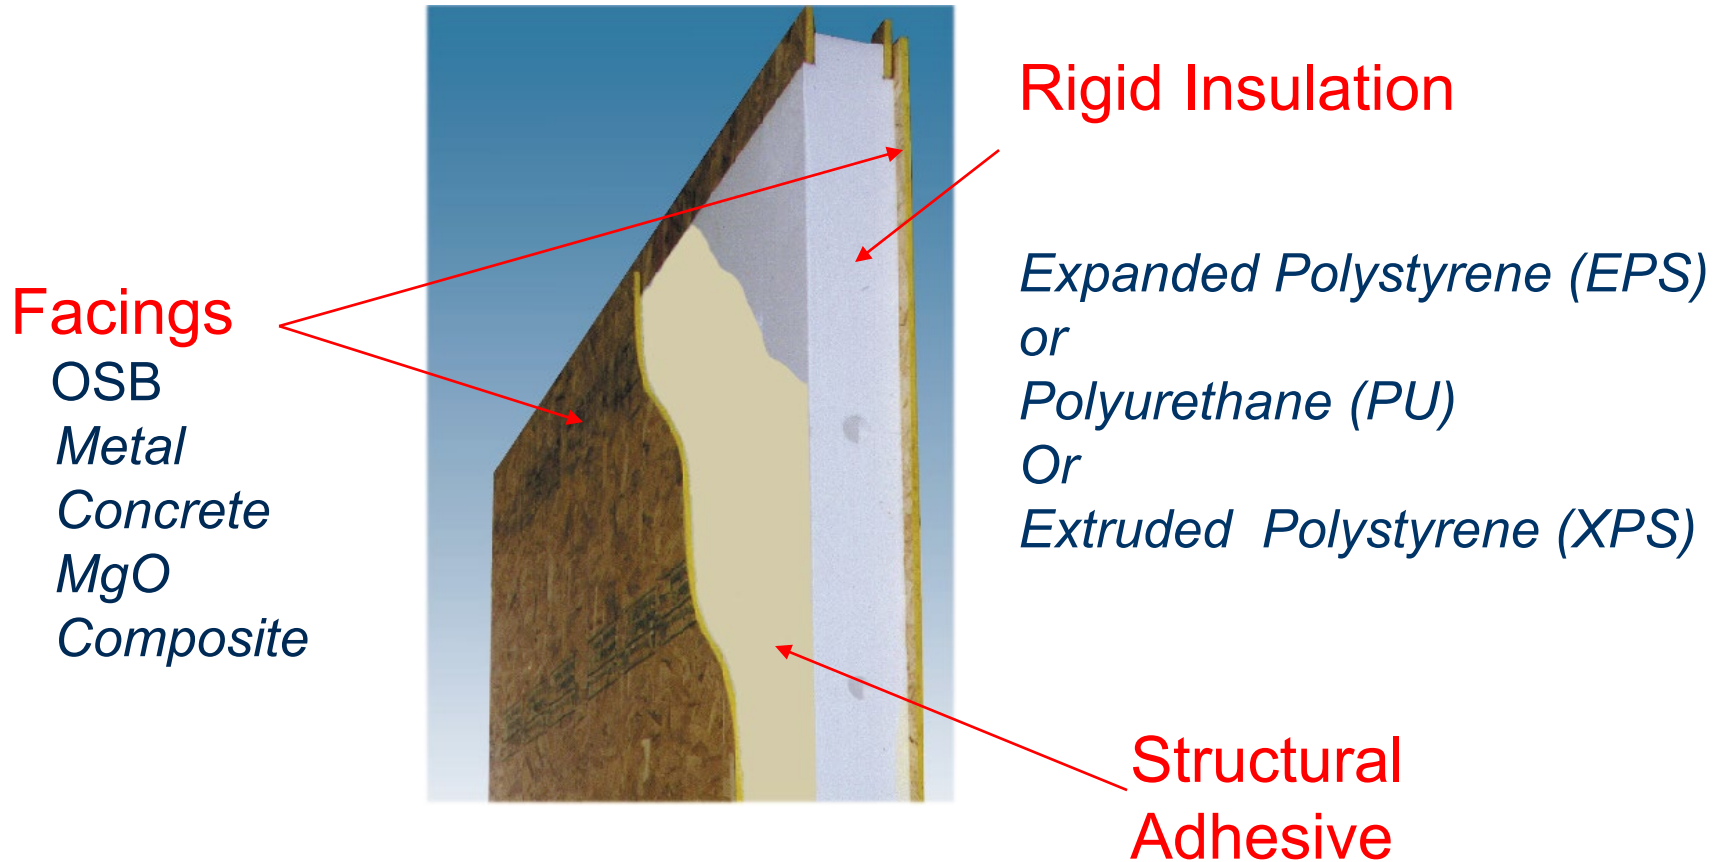 Rigid Insulation
Expanded Polystyrene (EPS)
or
Polyurethane (PU)
Or
Extruded Polystyrene (XPS)
Facings
OSB
Metal
Concrete
MgO
Composite
Structural
Adhesive